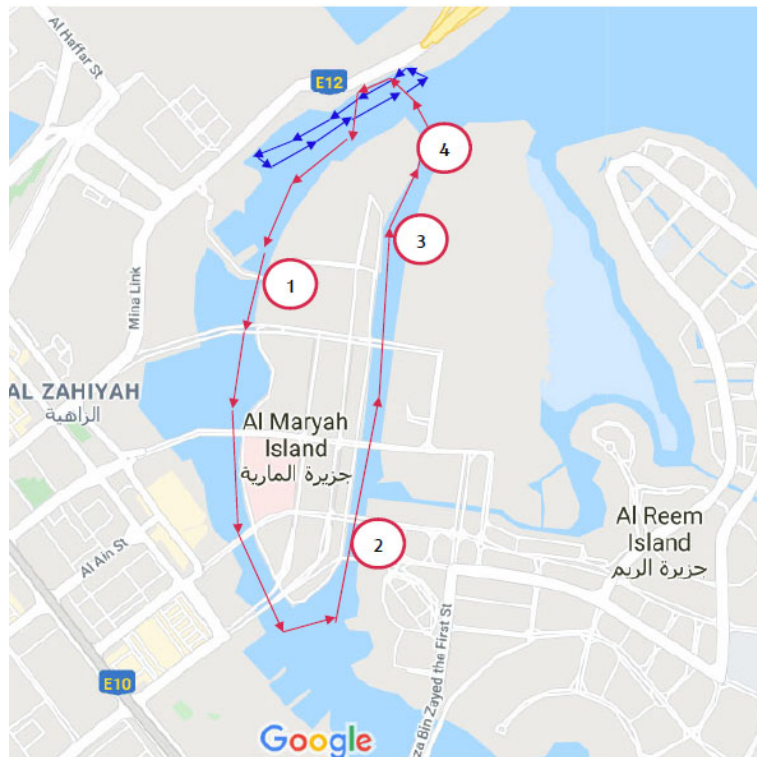 Al Haffar St
E12
4
3
1
Mina Link
AL ZAHIYAH
الزاهية
Al Maryah
Island
جزيرة المارية
2
Al Reem
Island
جزيرة الريم
Al Ain St
za Bin Zayed the First St
E10
Google